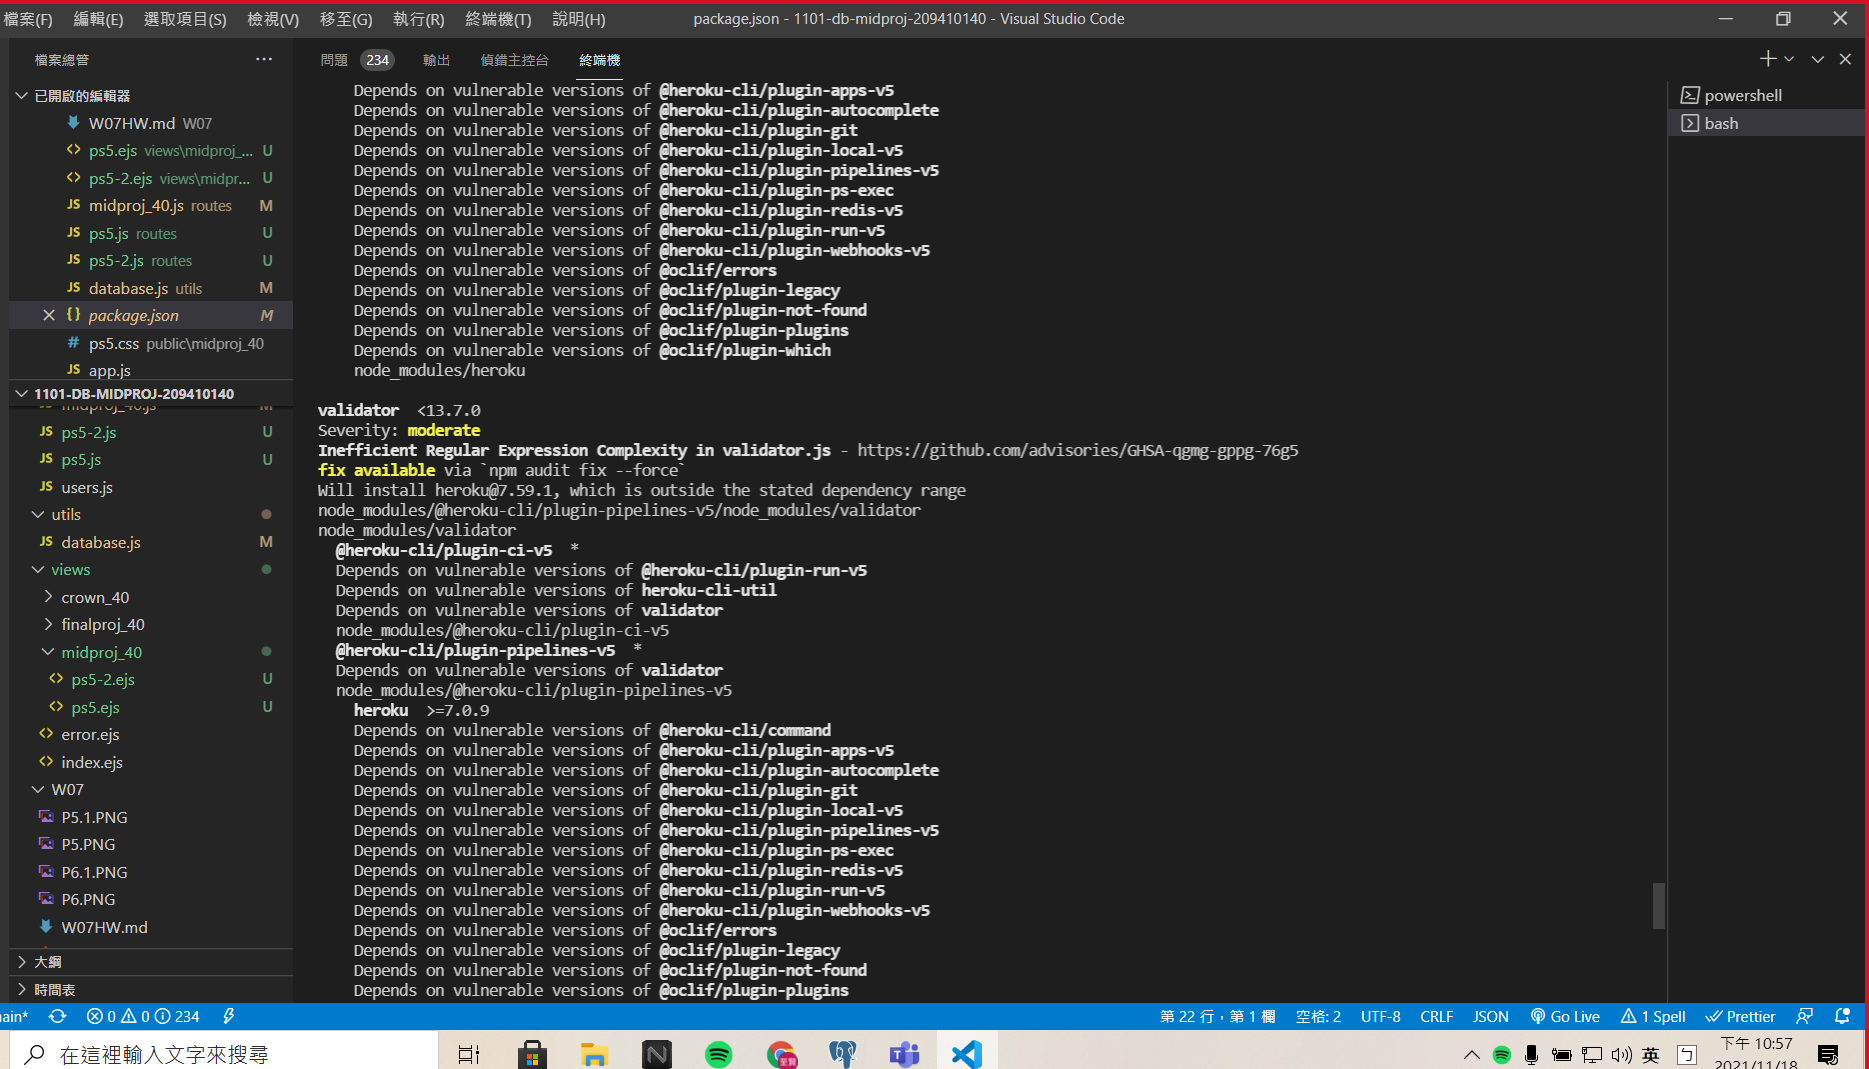 檔案(F) 編輯(E) 選取項目(S) 檢視(V) 移至(G) 執行(R) 終端機(T) 說明(H) package.json - 1101-db-midproj-209410140 - Visual Studio Code
檔案總管
已開啟的編輯器
W07HW.md W07
ps5.ejs views\midproj_... U
ps5-2.ejs views\midpr... U
midproj_40.js routes M
ps5.js routes U
ps5-2.js routes U
database.js utils M
package.json M
ps5.css public\midproj_40
app.js
1101-DB-MIDPROJ-209410140
midproj_40.js M
ps5-2.js U
ps5.js U
users.js
utils
database.js M
views
crown_40
finalproj_40
midproj_40
ps5-2.ejs U
ps5.ejs U
error.ejs
index.ejs
W07
P5.1.PNG
P5.PNG
P6.1.PNG
P6.PNG
W07HW.md
大綱
時間表
問題 234 輸出 偵錯主控台 終端機
Depends on vulnerable versions of @heroku-cli/plugin-apps-v5
Depends on vulnerable versions of @heroku-cli/plugin-autocomplete
Depends on vulnerable versions of @heroku-cli/plugin-git
Depends on vulnerable versions of @heroku-cli/plugin-local-v5
Depends on vulnerable versions of @heroku-cli/plugin-pipelines-v5
Depends on vulnerable versions of @heroku-cli/plugin-ps-exec
Depends on vulnerable versions of @heroku-cli/plugin-redis-v5
Depends on vulnerable versions of @heroku-cli/plugin-run-v5
Depends on vulnerable versions of @heroku-cli/plugin-webhooks-v5
Depends on vulnerable versions of @oclif/errors
Depends on vulnerable versions of @oclif/plugin-legacy
Depends on vulnerable versions of @oclif/plugin-not-found
Depends on vulnerable versions of @oclif/plugin-plugins
Depends on vulnerable versions of @oclif/plugin-which
node_modules/heroku
validator <13.7.0
Severity: moderate
Inefficient Regular Expression Complexity in validator.js - https://github.com/advisories/GHSA-qgmg-gppg-76g5
fix available via `npm audit fix --force`
Will install heroku@7.59.1, which is outside the stated dependency range
node_modules/@heroku-cli/plugin-pipelines-v5/node_modules/validator
node_modules/validator
@heroku-cli/plugin-ci-v5 *
Depends on vulnerable versions of @heroku-cli/plugin-run-v5
Depends on vulnerable versions of heroku-cli-util
Depends on vulnerable versions of validator
node_modules/@heroku-cli/plugin-ci-v5
@heroku-cli/plugin-pipelines-v5 *
Depends on vulnerable versions of validator
node_modules/@heroku-cli/plugin-pipelines-v5
heroku >=7.0.9
Depends on vulnerable versions of @heroku-cli/command
Depends on vulnerable versions of @heroku-cli/plugin-apps-v5
Depends on vulnerable versions of @heroku-cli/plugin-autocomplete
Depends on vulnerable versions of @heroku-cli/plugin-git
Depends on vulnerable versions of @heroku-cli/plugin-local-v5
Depends on vulnerable versions of @heroku-cli/plugin-pipelines-v5
Depends on vulnerable versions of @heroku-cli/plugin-ps-exec
Depends on vulnerable versions of @heroku-cli/plugin-redis-v5
Depends on vulnerable versions of @heroku-cli/plugin-run-v5
Depends on vulnerable versions of @heroku-cli/plugin-webhooks-v5
Depends on vulnerable versions of @oclif/errors
Depends on vulnerable versions of @oclif/plugin-legacy
Depends on vulnerable versions of @oclif/plugin-not-found
Depends on vulnerable versions of @oclif/plugin-plugins
powershell
bash
ain* 0 0 234 第 22 行，第 1 欄 空格: 2 UTF-8 CRLF JSON Go Live 1 Spell Prettier
在這裡輸入文字來搜尋 英 ㄅ 下午 10:57
2021/11/18